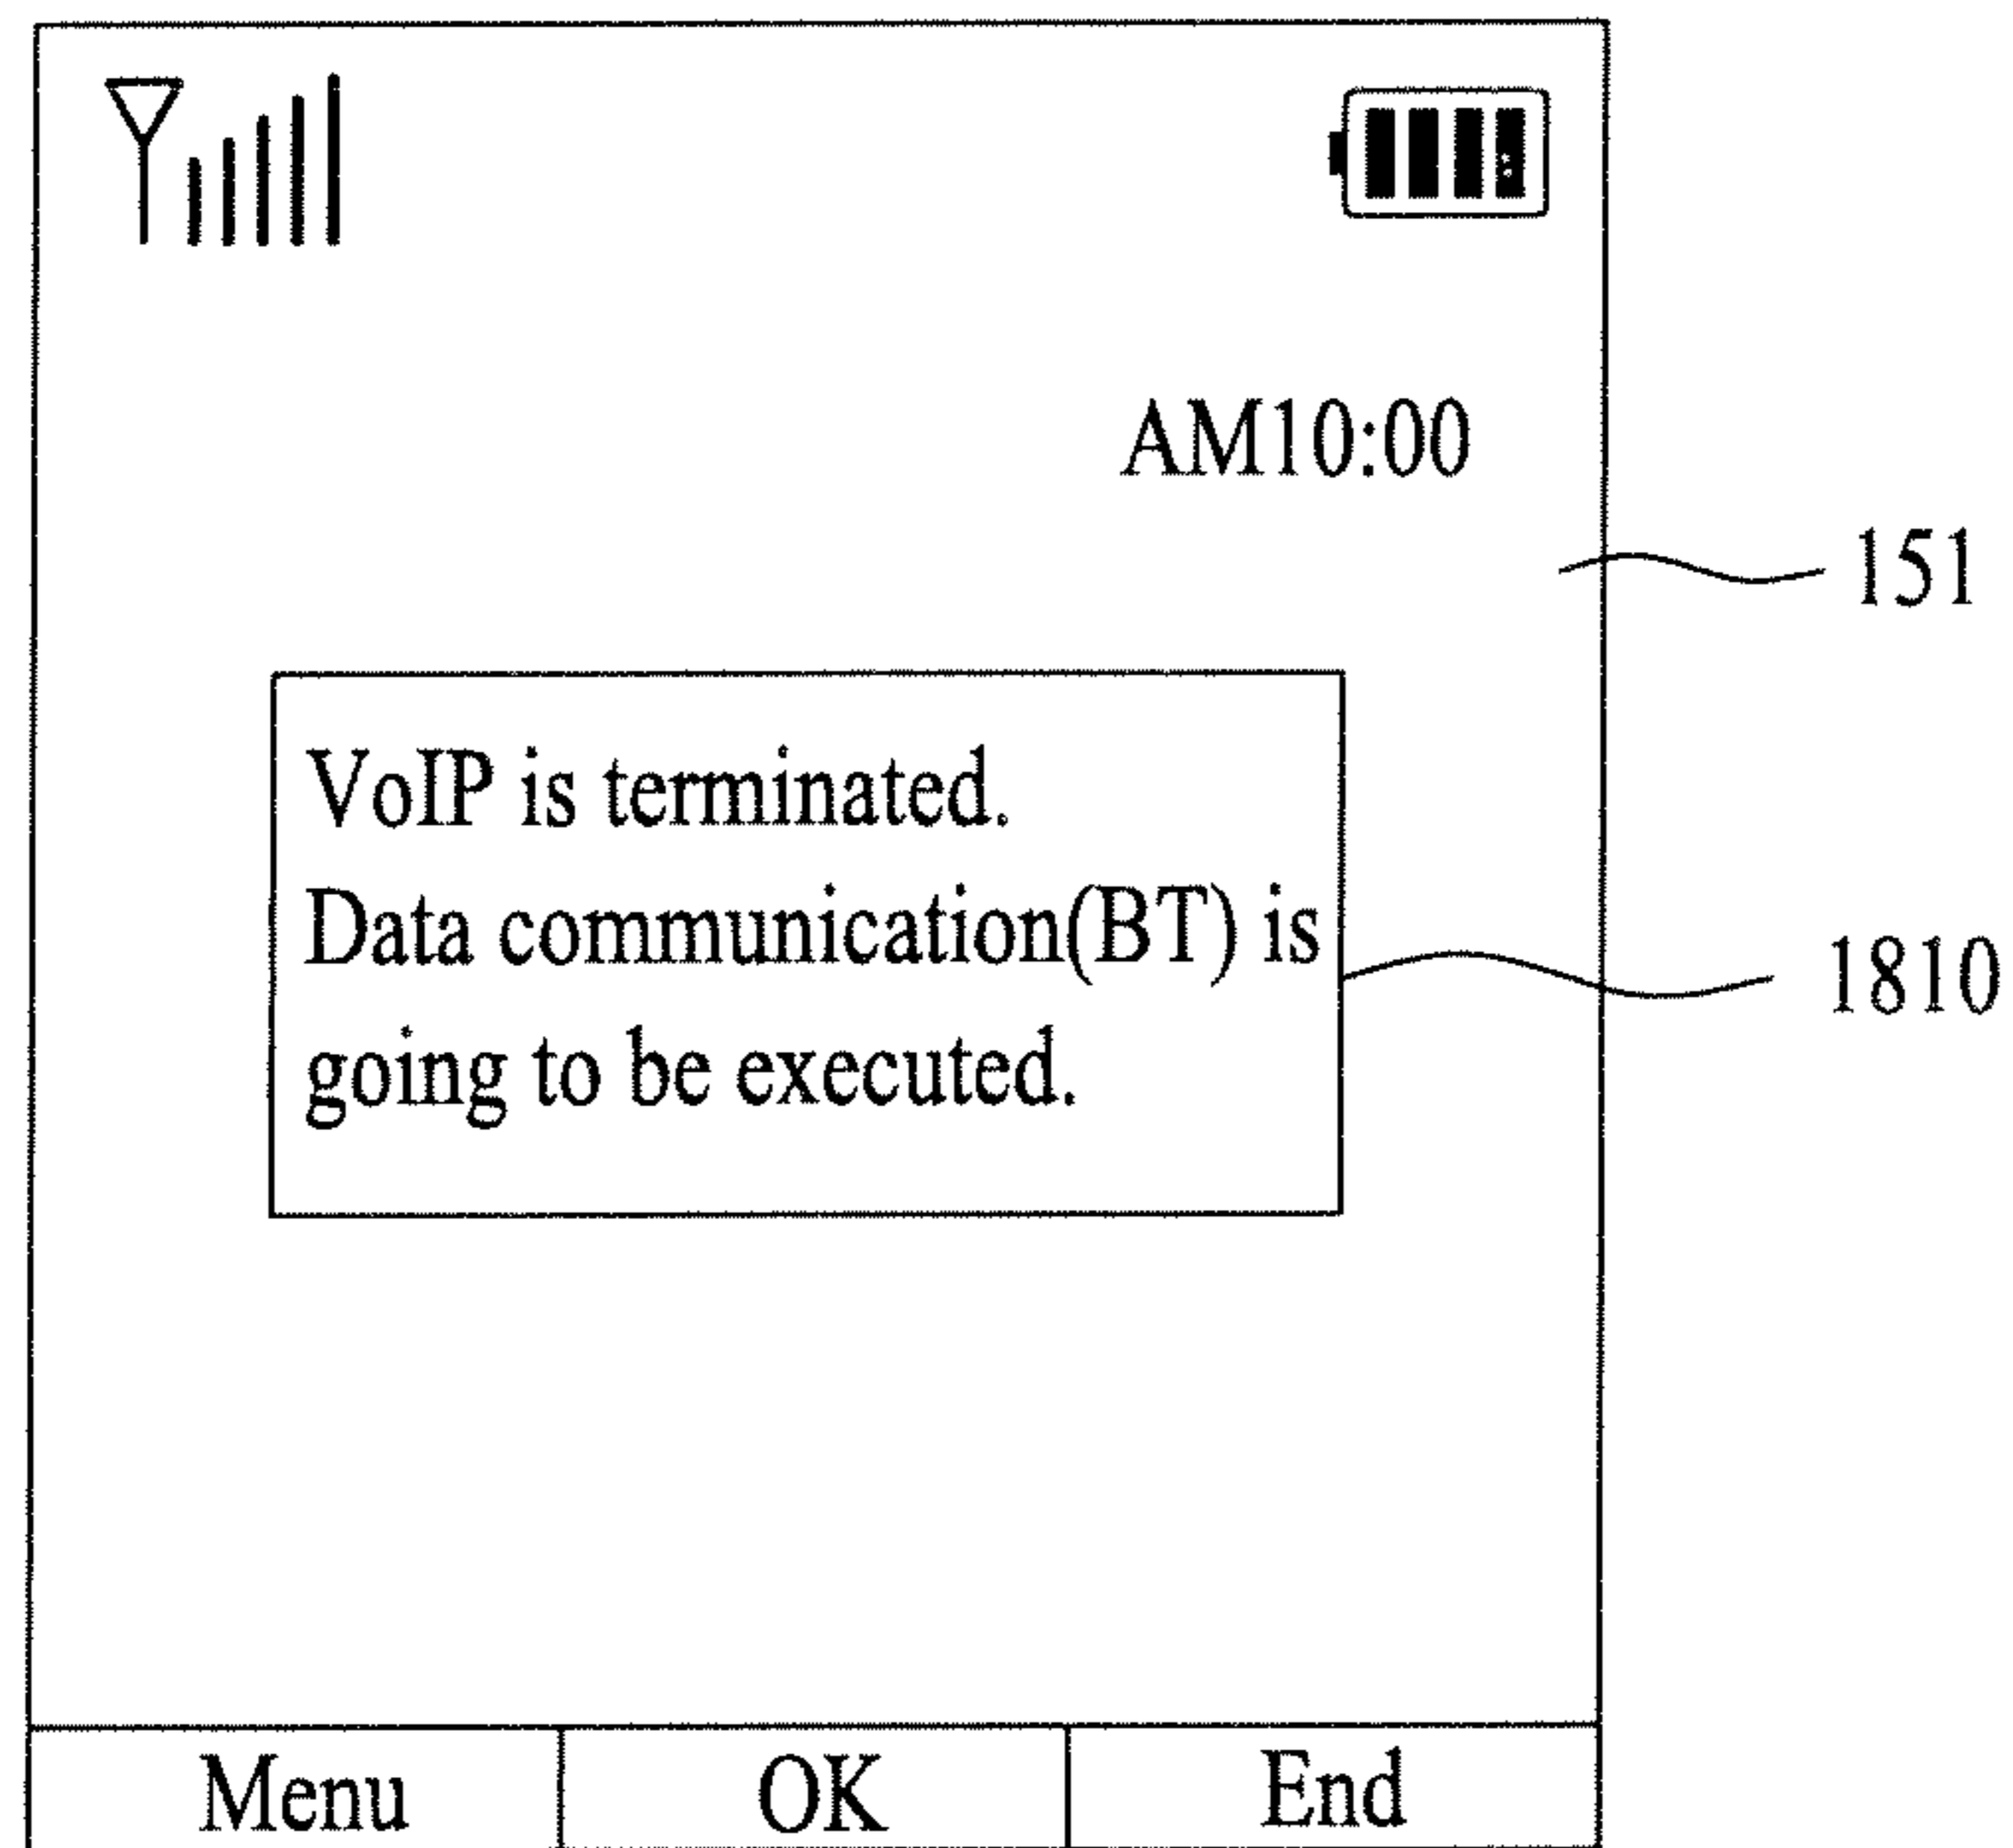 AM10:00
151
VoIP is terminated.
Data communication(BT) is
going to be executed.
1810
Menu OK End